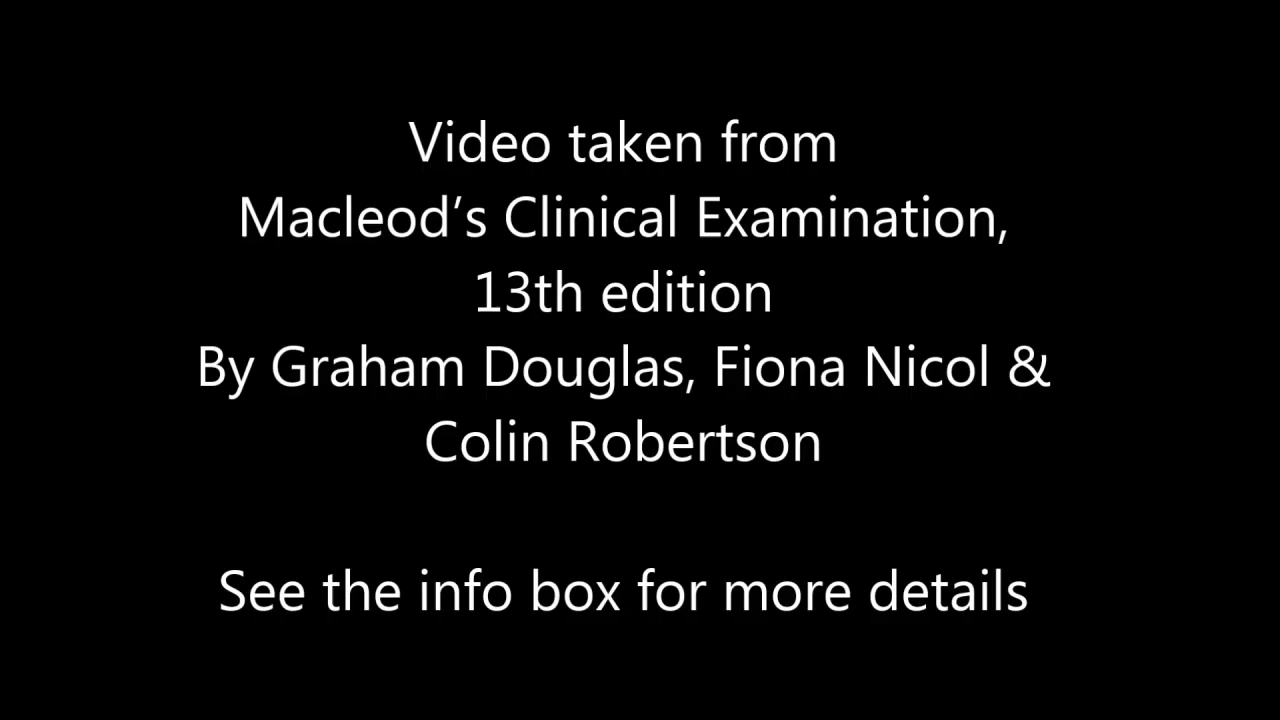 Video taken from
Macleod’s Clinical Examination,
13th edition
By Graham Douglas, Fiona Nicol &
Colin Robertson
See the info box for more details